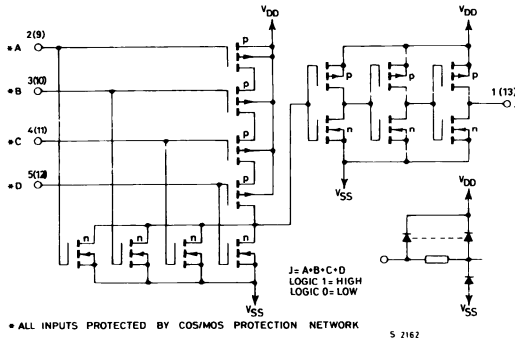 VDD
VDD
2(9)
*A
p
3(10)
*B
p
p
p
p
1(13)
J
4(11)
*C
p
n
n
n
5(12)
*D
p
VSS
n
n
n
n
VDD
J= A+B+C+D
LOGIC 1= HIGH
LOGIC 0= LOW
VSS
VSS
* ALL INPUTS PROTECTED BY COS/MOS PROTECTION NETWORK
S 2162